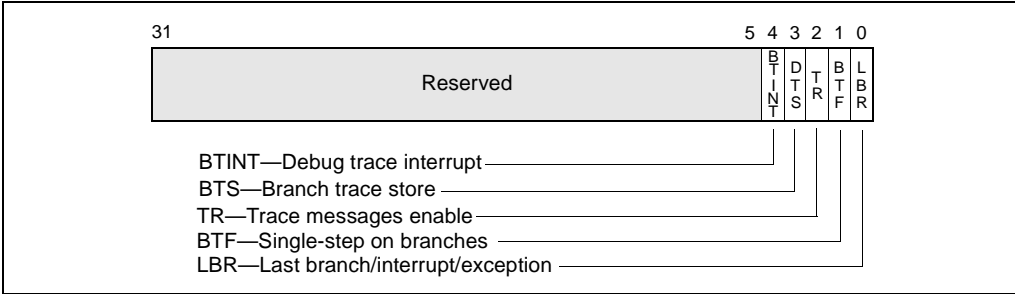 31 5 4 3 2 1 0
Reserved BTINT DTS TR BTF LBR
BTINT—Debug trace interrupt
BTS—Branch trace store
TR—Trace messages enable
BTF—Single-step on branches
LBR—Last branch/interrupt/exception